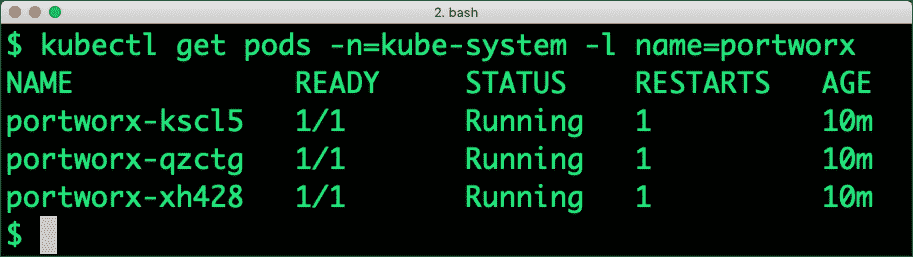 2. bash
$ kubectl get pods -n=kube-system -l name=portworx
NAME READY STATUS RESTARTS AGE
portworx-kscl5 1/1 Running 1 10m
portworx-qzctg 1/1 Running 1 10m
portworx-xh428 1/1 Running 1 10m
$